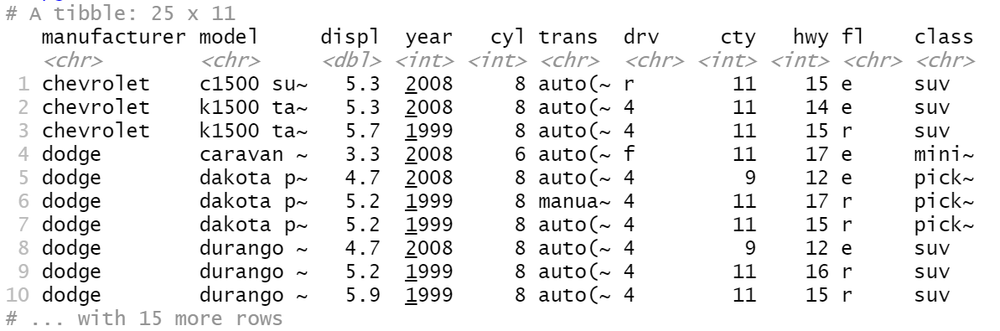 # A tibble: 25 x 11
manufacturer model displ year cyl trans drv cty hwy fl class
<chr> <chr> <dbl> <int> <int> <chr> <chr> <int> <int> <chr> <chr>
1 chevrolet c1500 su~ 5.3 2008 8 auto(~ r 11 15 e suv
2 chevrolet k1500 ta~ 5.3 2008 8 auto(~ 4 11 14 e suv
3 chevrolet k1500 ta~ 5.7 1999 8 auto(~ 4 11 15 r suv
4 dodge caravan ~ 3.3 2008 6 auto(~ f 11 17 e mini~
5 dodge dakota p~ 4.7 2008 8 auto(~ 4 9 12 e pick~
6 dodge dakota p~ 5.2 1999 8 manua~ 4 11 17 r pick~
7 dodge dakota p~ 5.2 1999 8 auto(~ 4 11 15 r pick~
8 dodge durango ~ 4.7 2008 8 auto(~ 4 9 12 e suv
9 dodge durango ~ 5.2 1999 8 auto(~ 4 11 16 r suv
10 dodge durango ~ 5.9 1999 8 auto(~ 4 11 15 r suv
# ... with 15 more rows